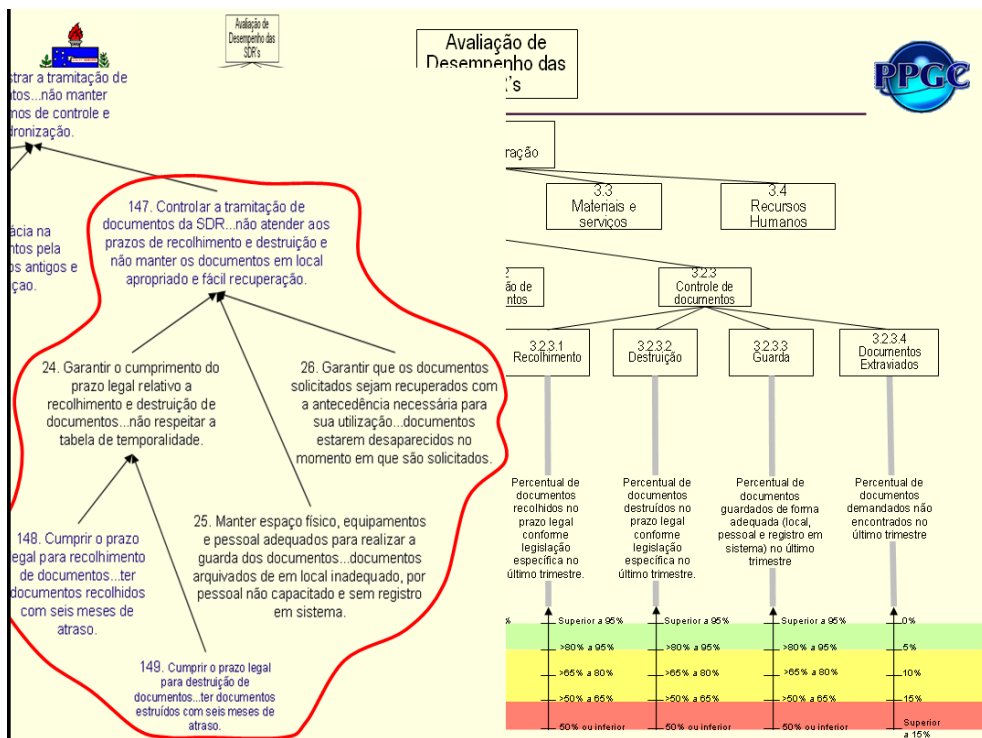 Avaliação de
Desempenho das
SDR's
Avaliação de
Desempenho das
's
PPGC
strar a tramitação de
ntos...não manter
mos de controle e
dronização.
147. Controlar a tramitação de
documentos da SDR...não atender aos
prazos de recolhimento e destruição e
não manter os documentos em local
apropriado e fácil recuperação.
ácia na
ntos pela
os antigos e
çao.
24. Garantir o cumprimento do
prazo legal relativo a
recolhimento e destruição de
documentos...não respeitar a
tabela de temporalidade.
26. Garantir que os documentos
solicitados sejam recuperados com
a antecedência necessária para
sua utilização...documentos
estarem desaparecidos no
momento em que são solicitados.
148. Cumprir o prazo
legal para recolhimento
de documentos...ter
documentos recolhidos
com seis meses de
atraso.
25. Manter espaço físico, equipamentos
e pessoal adequados para realizar a
guarda dos documentos...documentos
arquivados de em local inadequado, por
pessoal não capacitado e sem registro
em sistema.
149. Cumprir o prazo legal
para destruição de
documentos...ter documentos
estruídos com seis meses de
atraso.
ração
3.3
Materiais e
serviços
3.4
Recursos
Humanos
2
ão de
ntos
3.2.3
Controle de
documentos
3.2.3.1
Recolhimento
3.2.3.2
Destruição
3.2.3.3
Guarda
3.2.3.4
Documentos
Extraviados
Percentual de
documentos
recolhidos no
prazo legal
conforme
legislação
específica no
último trimestre.
Percentual de
documentos
destruídos no
prazo legal
conforme
legislação
específica no
último trimestre.
Percentual de
documentos
guardados de forma
adequada (local,
pessoal e registro em
sistema) no último
trimestre
Percentual de
documentos
demandados não
encontrados no
último trimestre
% Superior a 95% Superior a 95% Superior a 95% 0%
>80% a 95% >80% a 95% >80% a 95% 5%
>65% a 80% >65% a 80% >65% a 80% 10%
>50% a 65% >50% a 65% >50% a 65% 15%
50% ou inferior 50% ou inferior 50% ou inferior Superior
a 15%